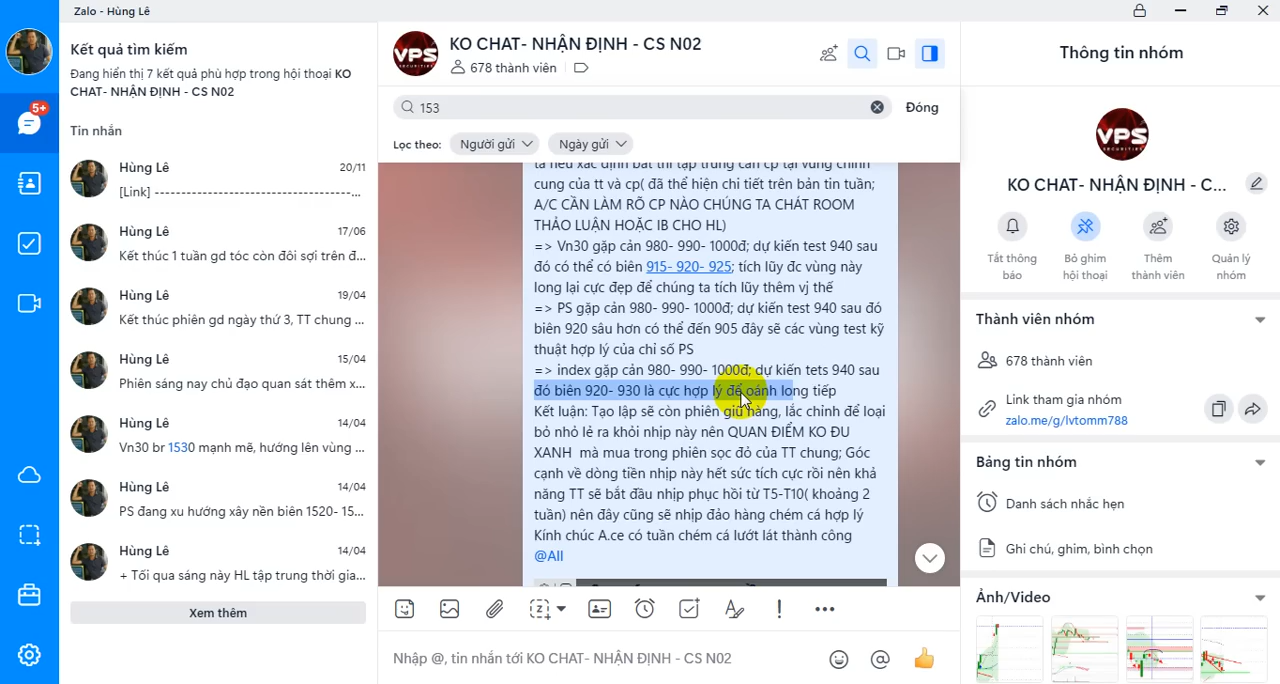 Zalo - Hùng Lê
5+
Kết quả tìm kiếm
Đang hiển thị 7 kết quả phù hợp trong hội thoại KO
CHAT- NHẬN ĐỊNH - CS N02
Tin nhắn
Hùng Lê
20/11
[Link] -----------------------------------...
Hùng Lê
17/06
Kết thúc 1 tuần gd tóc còn đôi sợi trên đ...
Hùng Lê
19/04
Kết thúc phiên gd ngày thứ 3, TT chung ...
Hùng Lê
15/04
Phiên sáng nay chủ đạo quan sát thêm x...
Hùng Lê
14/04
Vn30 br 1530 mạnh mẽ, hướng lên vùng ...
Hùng Lê
14/04
PS đang xu hướng xây nền biên 1520- 15...
Hùng Lê
14/04
+ Tối qua sáng này HL tập trung thời gia...
Xem thêm
VPS
SECURITIES
KO CHAT- NHẬN ĐỊNH - CS N02
678 thành viên
153
Đóng
Lọc theo:
Người gửi
Ngày gửi
ta nếu xác định bắt thì tập trung căn cp tại vùng chỉnh
cung của tt và cp( đã thể hiện chi tiết trên bản tin tuần;
A/C CẦN LÀM RÕ CP NÀO CHÚNG TA CHÁT ROOM
THẢO LUẬN HOẶC IB CHO HL)
=> Vn30 gặp cản 980- 990- 1000đ; dự kiến test 940 sau
đó có thể có biên 915- 920- 925; tích lũy đc vùng này
long lại cực đẹp để chúng ta tích lũy thêm vị thế
=> PS gặp cản 980- 990- 1000đ; dự kiến test 940 sau đó
biên 920 sâu hơn có thể đến 905 đây sẽ các vùng test kỹ
thuật hợp lý của chỉ số PS
=> index gặp cản 980- 990- 1000đ; dự kiến tets 940 sau
đó biên 920- 930 là cực hợp lý để oánh long tiếp
Kết luận: Tạo lập sẽ còn phiên giữ hàng, lắc chỉnh để loại
bỏ nhỏ lẻ ra khỏi nhịp này nên QUAN ĐIỂM KO ĐU
XANH mà mua trong phiên sọc đỏ của TT chung; Góc
cạnh về dòng tiền nhịp này hết sức tích cực rồi nên khả
năng TT sẽ bắt đầu nhịp phục hồi từ T5-T10( khoảng 2
tuần) nên đây cũng sẽ nhịp đảo hàng chém cá hợp lý
Kính chúc A.ce có tuần chém cá lướt lát thành công
@All
Nhập @, tin nhắn tới KO CHAT- NHẬN ĐỊNH - CS N02
Thông tin nhóm
VPS
SECURITIES
KO CHAT- NHẬN ĐỊNH - C...
Tắt thông
báo
Bỏ ghim
hội thoại
Thêm
thành viên
Quản lý
nhóm
Thành viên nhóm
678 thành viên
Link tham gia nhóm
zalo.me/g/lvtomm788
Bảng tin nhóm
Danh sách nhắc hẹn
Ghi chú, ghim, bình chọn
Ảnh/Video